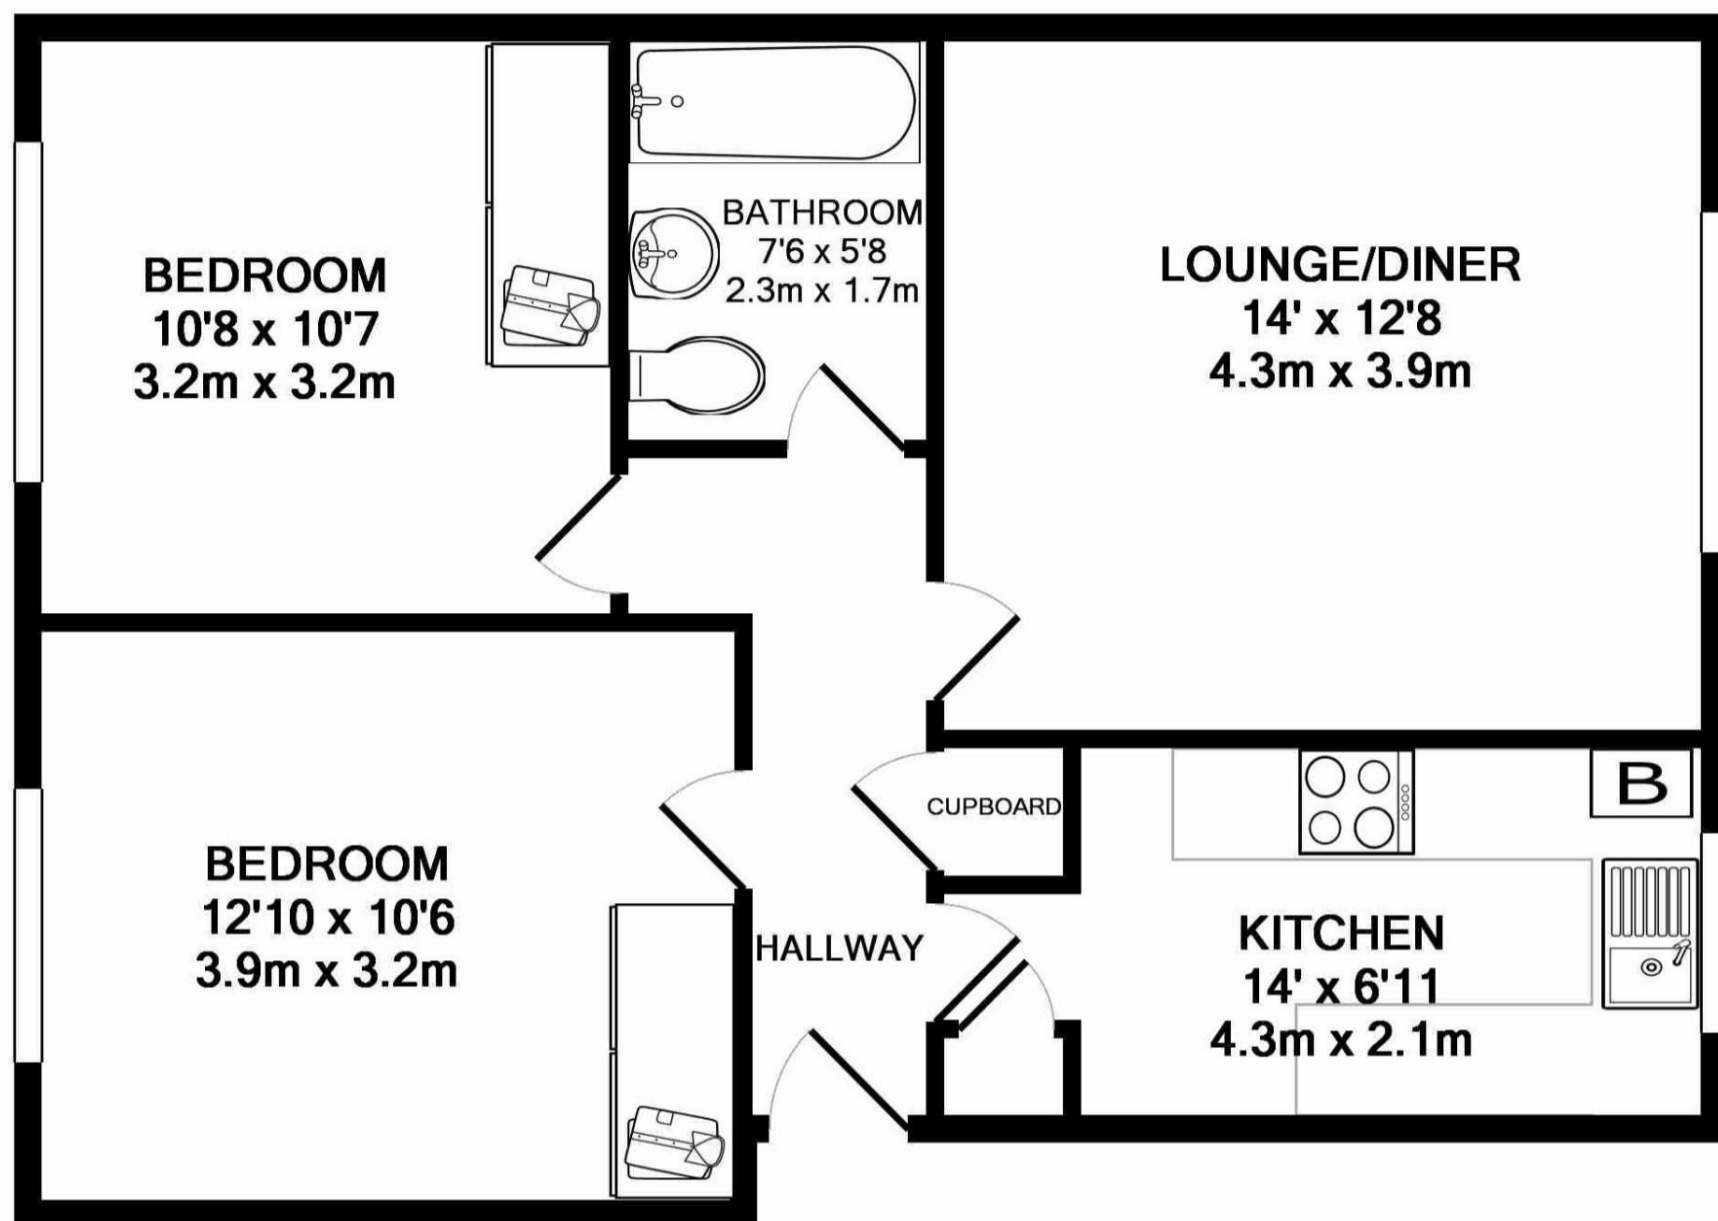 BEDROOM
10'8 x 10'7
3.2m x 3.2m
BATHROOM
7'6 x 5'8
2.3m x 1.7m
LOUNGE/DINER
14' x 12'8
4.3m x 3.9m
BEDROOM
12'10 x 10'6
3.9m x 3.2m
HALLWAY
CUPBOARD
B
KITCHEN
14' x 6'11
4.3m x 2.1m